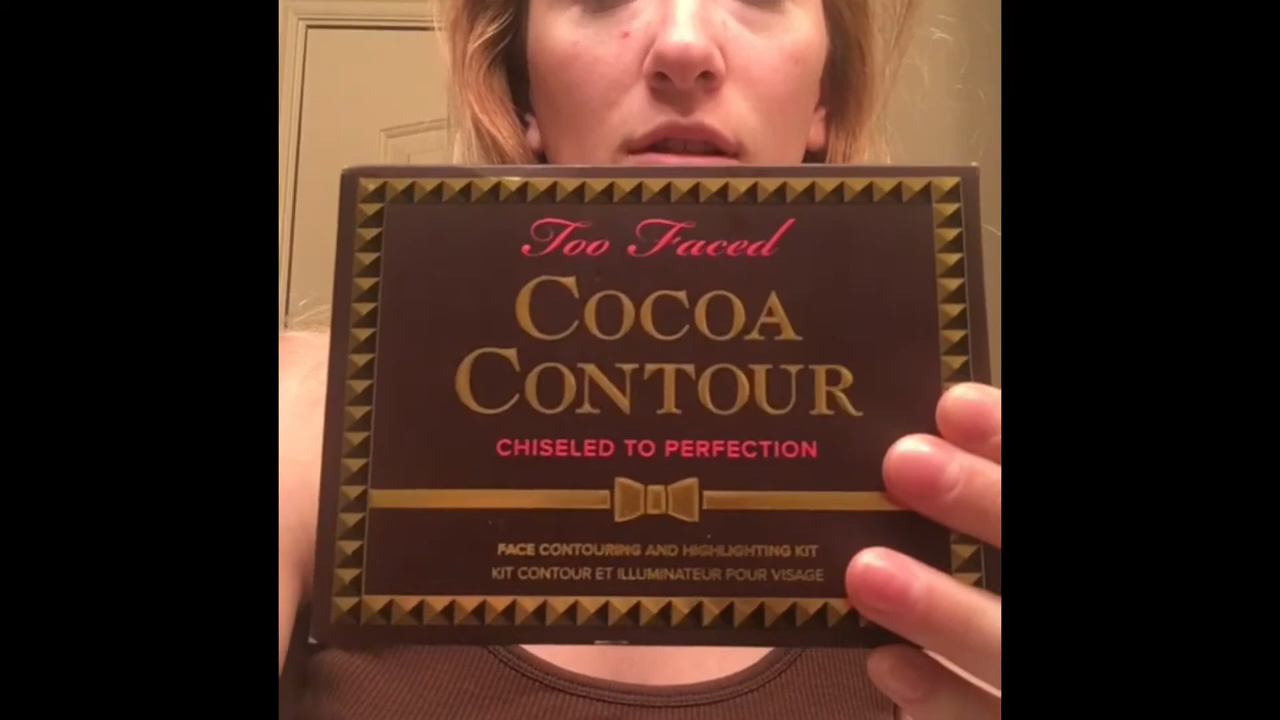 Too Faced
COCOA
CONTOUR
CHISELED TO PERFECTION
FACE CONTOURING AND HIGHLIGHTING KIT
KIT CONTOUR ET ILLUMINATEUR POUR VISAGE